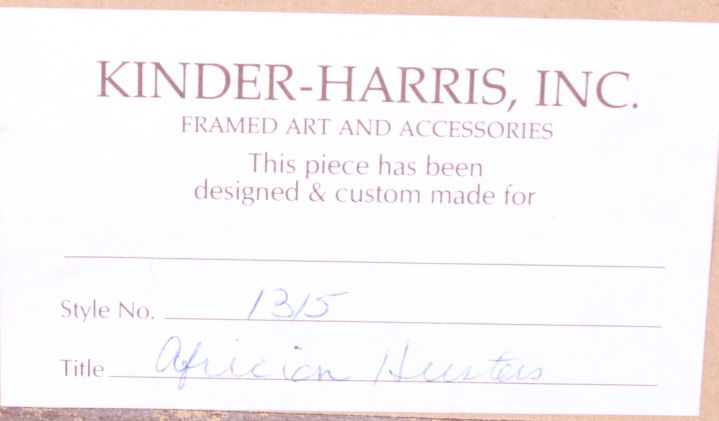 KINDER-HARRIS, INC.
FRAMED ART AND ACCESSORIES
This piece has been
designed & custom made for
Style No. 1315
Title Africian Hunters